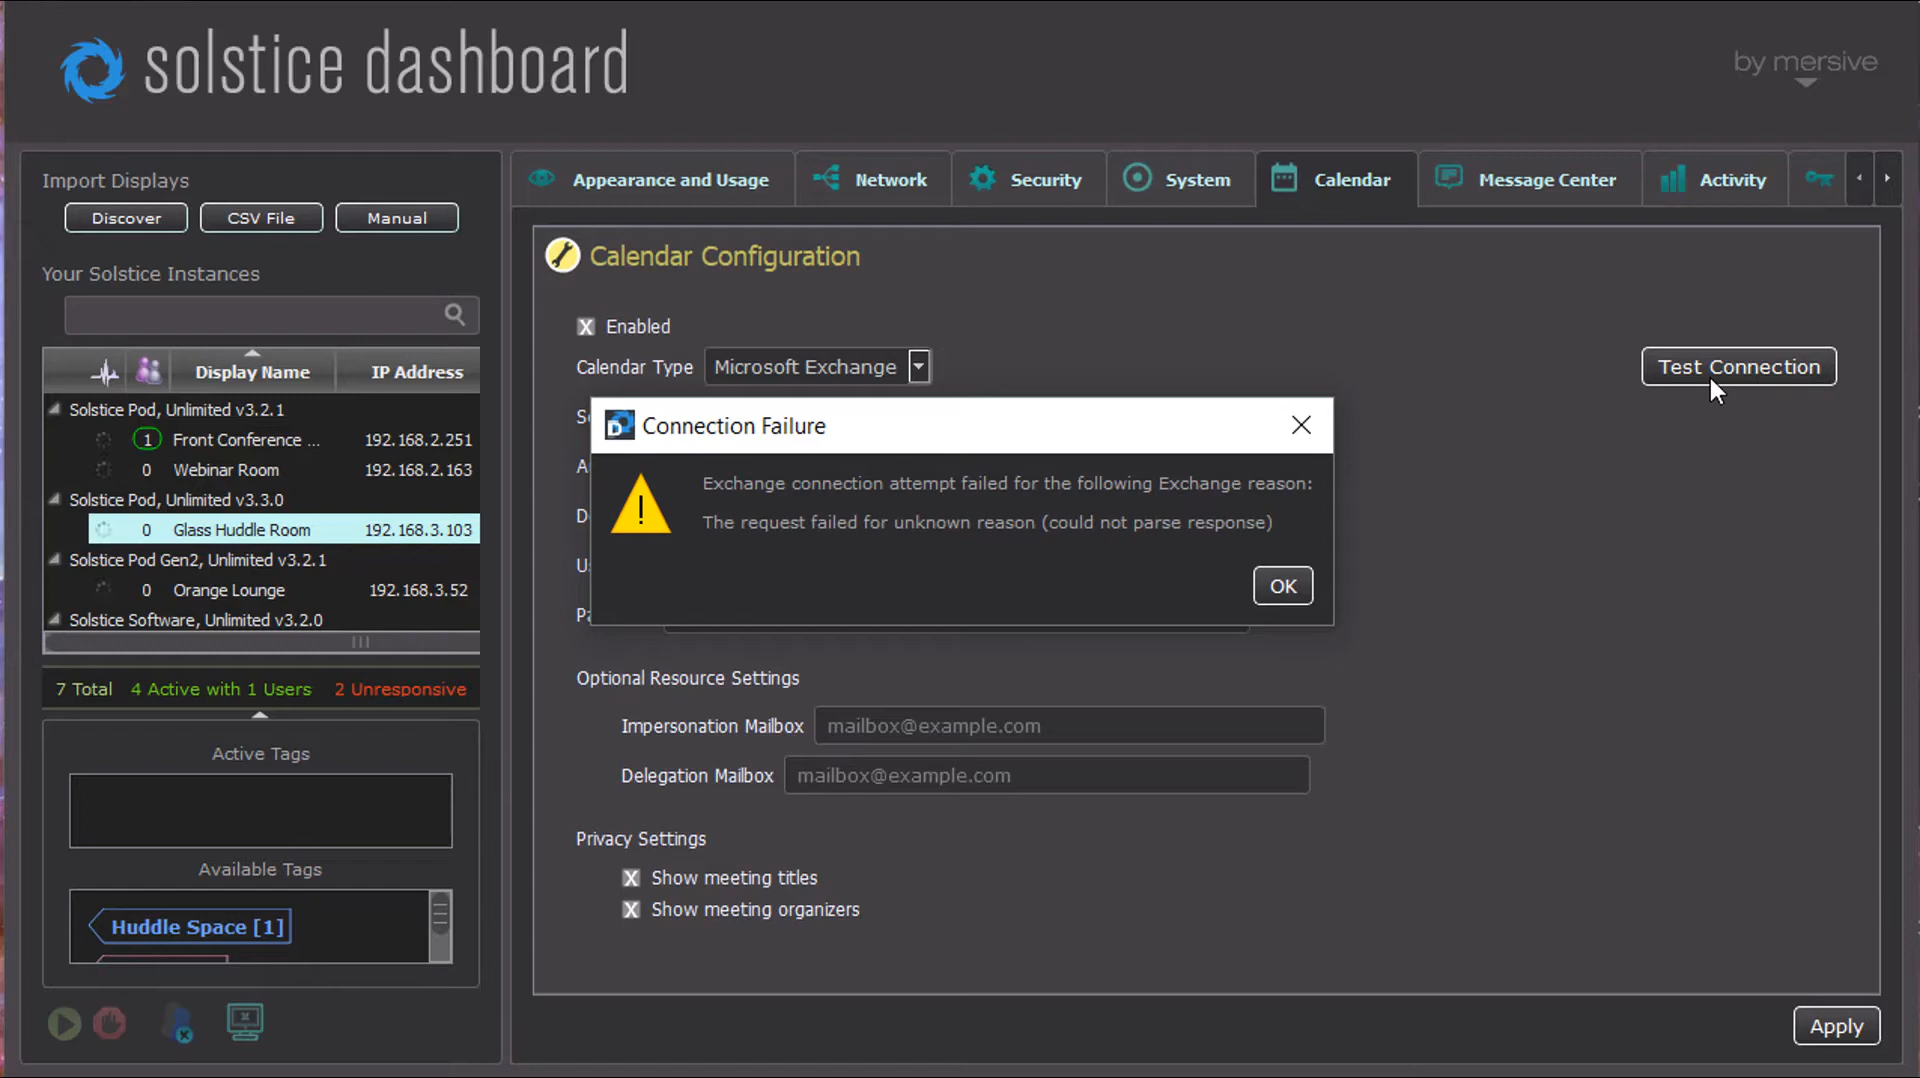 solstice dashboard
by mersive
Import Displays
Discover
CSV File
Manual
Your Solstice Instances
Display Name
IP Address
Solstice Pod, Unlimited v3.2.1
1 Front Conference ... 192.168.2.251
0 Webinar Room 192.168.2.163
Solstice Pod, Unlimited v3.3.0
0 Glass Huddle Room 192.168.3.103
Solstice Pod Gen2, Unlimited v3.2.1
0 Orange Lounge 192.168.3.52
Solstice Software, Unlimited v3.2.0
7 Total 4 Active with 1 Users 2 Unresponsive
Active Tags
Available Tags
Huddle Space [1]
Appearance and Usage
Network
Security
System
Calendar
Message Center
Activity
Calendar Configuration
X Enabled
Calendar Type Microsoft Exchange
Test Connection
Connection Failure
Exchange connection attempt failed for the following Exchange reason:
The request failed for unknown reason (could not parse response)
OK
Optional Resource Settings
Impersonation Mailbox mailbox@example.com
Delegation Mailbox mailbox@example.com
Privacy Settings
X Show meeting titles
X Show meeting organizers
Apply